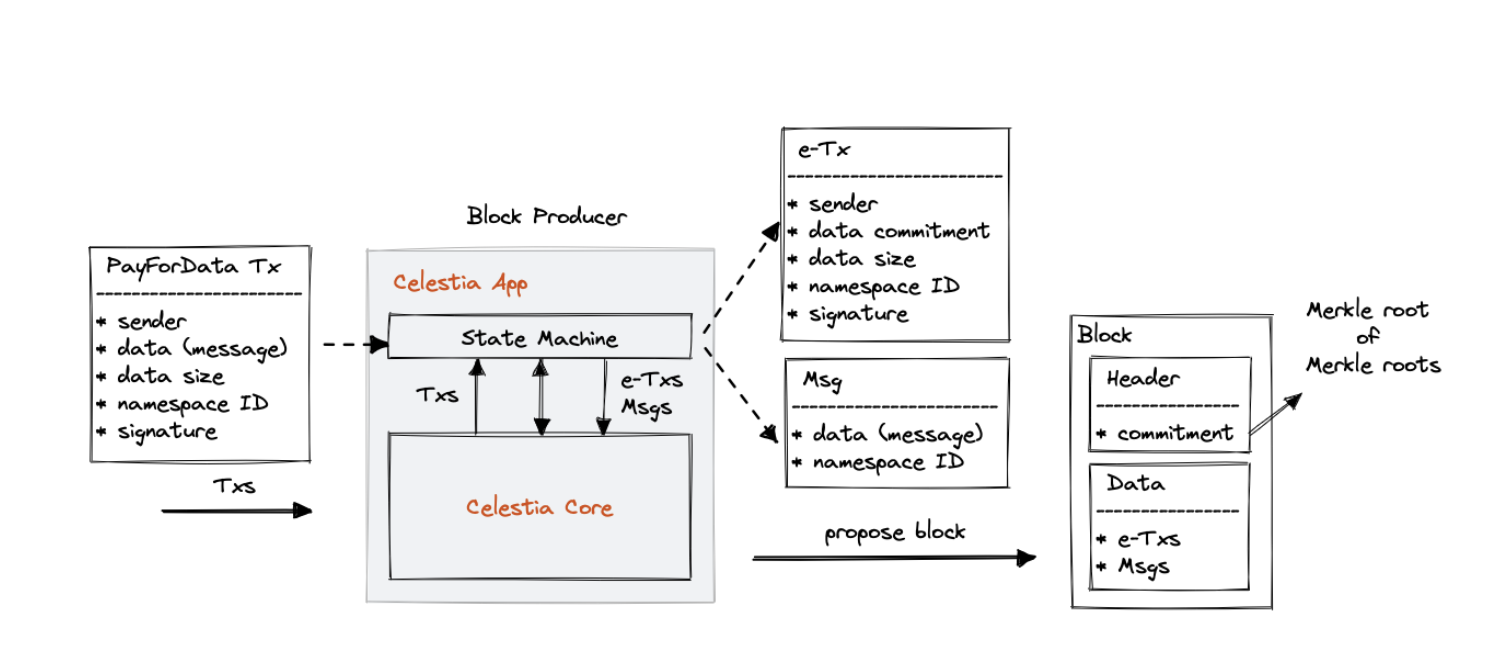 PayForData Tx
* sender
* data (message)
* data size
* namespace ID
* signature
Txs
Block Producer
Celestia App
State Machine
Txs
e-Txs
Msgs
Celestia Core
e-Tx
* sender
* data commitment
* data size
* namespace ID
* signature
Msg
* data (message)
* namespace ID
propose block
Block
Header
* commitment
Data
* e-Txs
* Msgs
Merkle root
of
Merkle roots